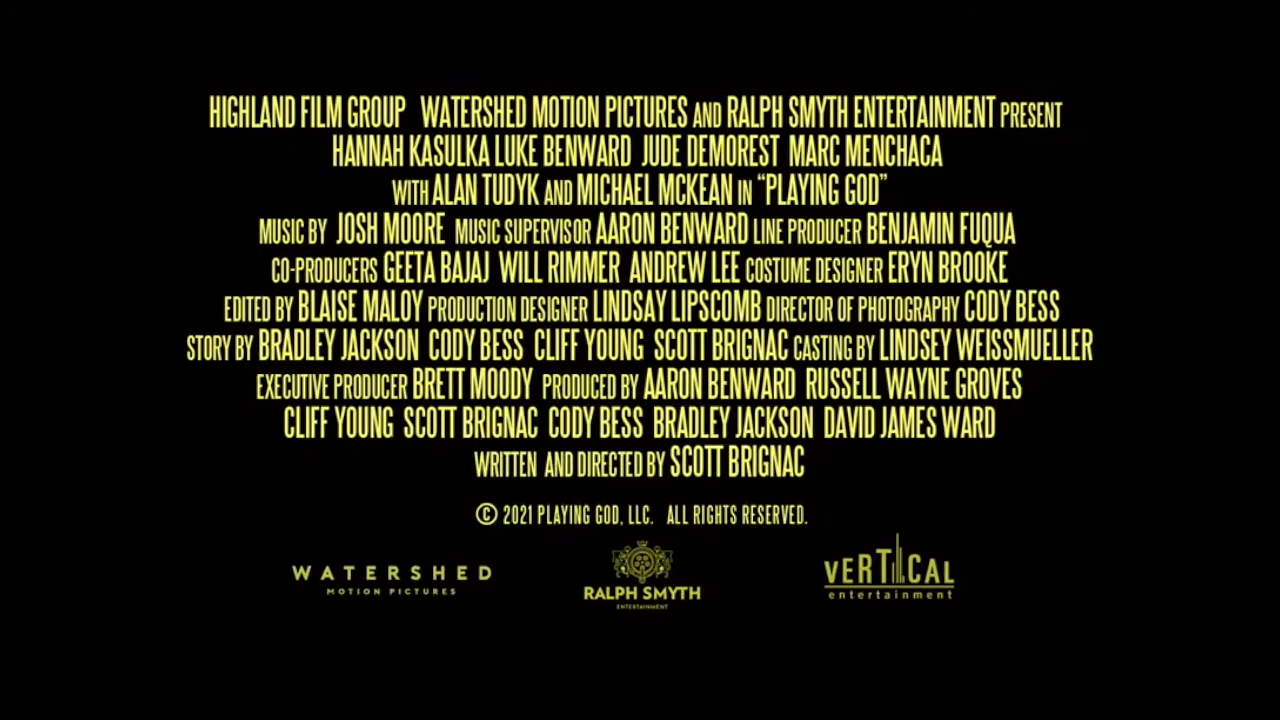 HIGHLAND FILM GROUP WATERSHED MOTION PICTURES AND RALPH SMYTH ENTERTAINMENT PRESENT
HANNAH KASULKA LUKE BENWARD JUDE DEMOREST MARC MENCHACA
WITH ALAN TUDYK AND MICHAEL MCKEAN IN “PLAYING GOD”
MUSIC BY JOSH MOORE MUSIC SUPERVISOR AARON BENWARD LINE PRODUCER BENJAMIN FUQUA
CO-PRODUCERS GEETA BAJAJ WILL RIMMER ANDREW LEE COSTUME DESIGNER ERYN BROOKE
EDITED BY BLAISE MALOY PRODUCTION DESIGNER LINDSAY LIPSCOMB DIRECTOR OF PHOTOGRAPHY CODY BESS
STORY BY BRADLEY JACKSON CODY BESS CLIFF YOUNG SCOTT BRIGNAC CASTING BY LINDSEY WEISSMUELLER
EXECUTIVE PRODUCER BRETT MOODY PRODUCED BY AARON BENWARD RUSSELL WAYNE GROVES
CLIFF YOUNG SCOTT BRIGNAC CODY BESS BRADLEY JACKSON DAVID JAMES WARD
WRITTEN AND DIRECTED BY SCOTT BRIGNAC
© 2021 PLAYING GOD, LLC. ALL RIGHTS RESERVED.
WATERSHED
MOTION PICTURES
RALPH SMYTH
ENTERTAINMENT
VERTICAL
entertainment